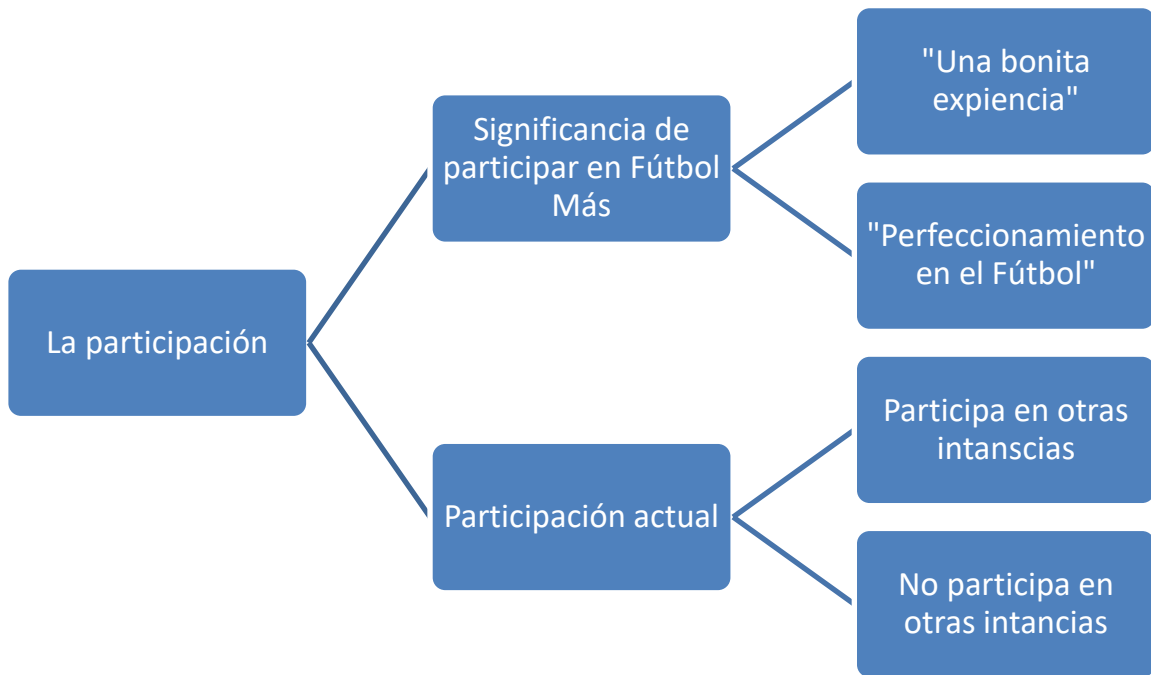 La participación
Significancia de
participar en Fútbol
Más
"Una bonita
expiencia"
"Perfeccionamiento
en el Fútbol"
Participación actual
Participa en otras
intanscias
No participa en
otras intancias